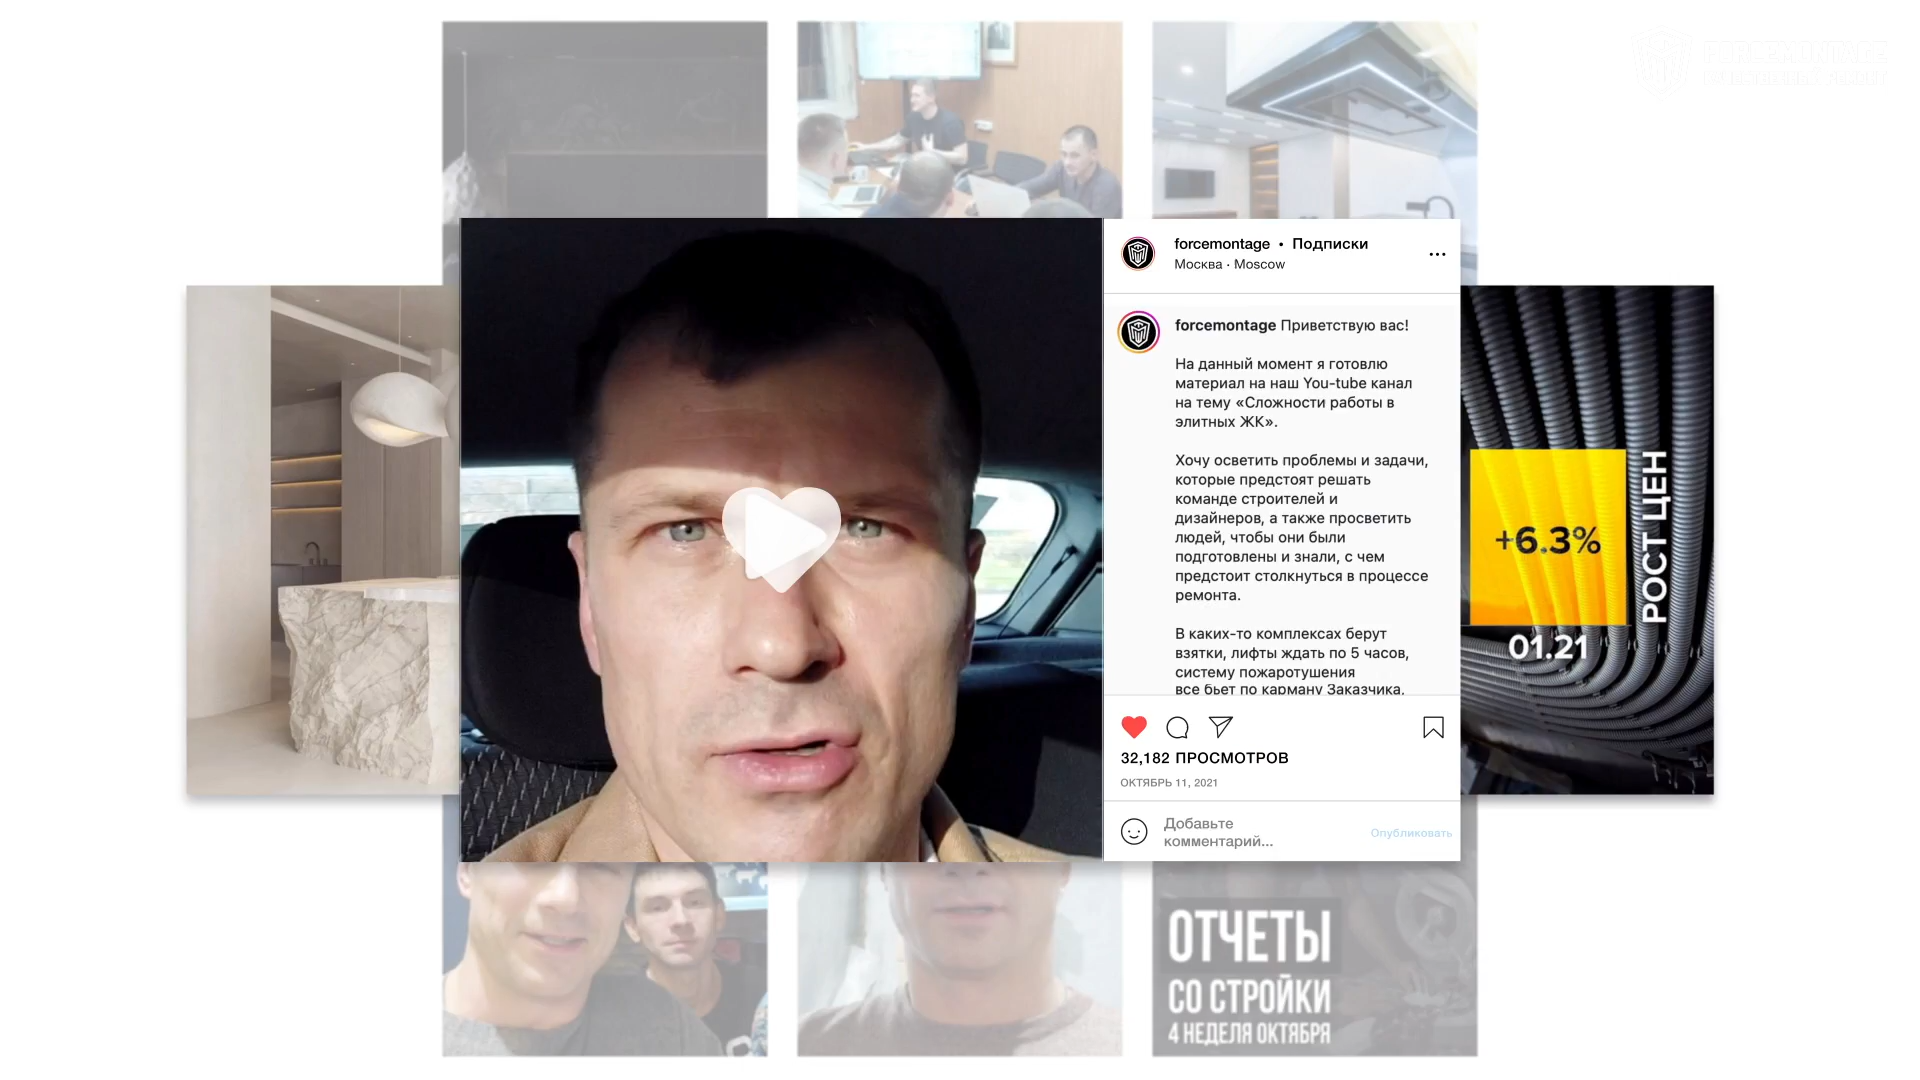 FORCEMONTAGE
forcemontage • Подписки
Москва · Moscow
forcemontage Приветствую вас!
На данный момент я готовлю
материал на наш You-tube канал
на тему «Сложности работы в
элитных ЖК».
Хочу осветить проблемы и задачи,
которые предстоят решать
команде строителей и
дизайнеров, а также просветить
людей, чтобы они были
подготовлены и знали, с чем
предстоит столкнуться в процессе
ремонта.
В каких-то комплексах берут
взятки, лифты ждать по 5 часов,
систему пожаротушения
все бьет по карману Заказчика.
32,182 ПРОСМОТРОВ
ОКТЯБРЬ 11, 2021
Добавьте
комментарий...
Опубликовать
+6.3%
РОСТ ЦЕН
01.21
ОТЧЕТЫ
СО СТРОЙКИ
4 НЕДЕЛЯ ОКТЯБРЯ